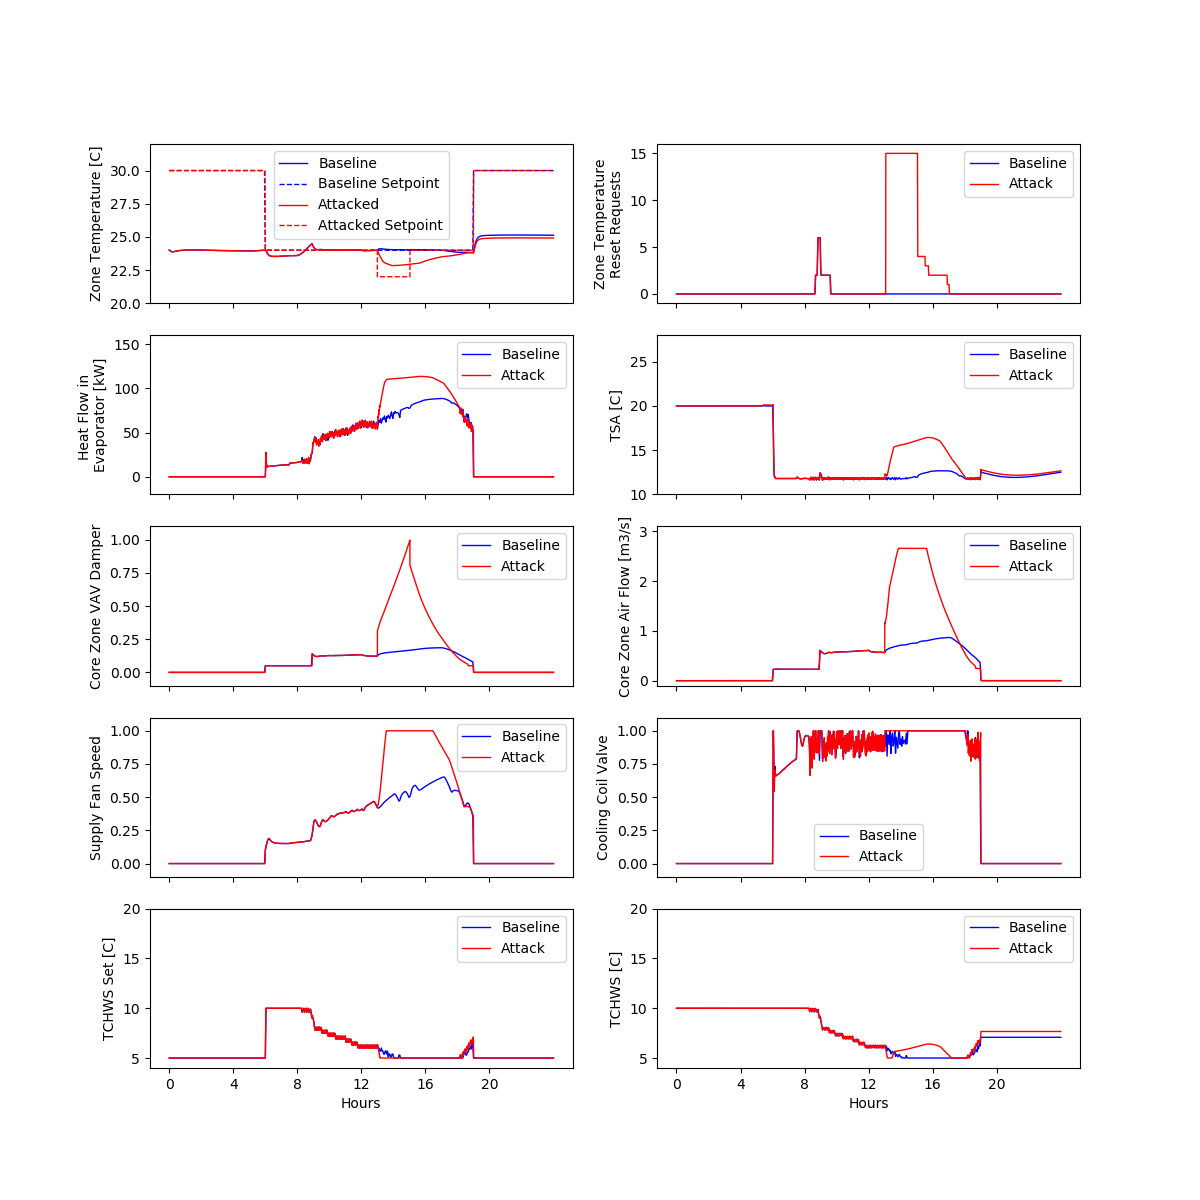 Zone Temperature [C]
30.0
27.5
25.0
22.5
20.0
Baseline
Baseline Setpoint
Attacked
Attacked Setpoint
Zone Temperature
Reset Requests
15
10
5
0
Baseline
Attack
Heat Flow in
Evaporator [kW]
150
100
50
0
Baseline
Attack
TSA [C]
25
20
15
10
Baseline
Attack
Core Zone VAV Damper
1.00
0.75
0.50
0.25
0.00
Baseline
Attack
Core Zone Air Flow [m3/s]
3
2
1
0
Baseline
Attack
Supply Fan Speed
1.00
0.75
0.50
0.25
0.00
Baseline
Attack
Cooling Coil Valve
1.00
0.75
0.50
0.25
0.00
Baseline
Attack
TCHWS Set [C]
20
15
10
5
Baseline
Attack
0 4 8 12 16 20
Hours
TCHWS [C]
20
15
10
5
Baseline
Attack
0 4 8 12 16 20
Hours